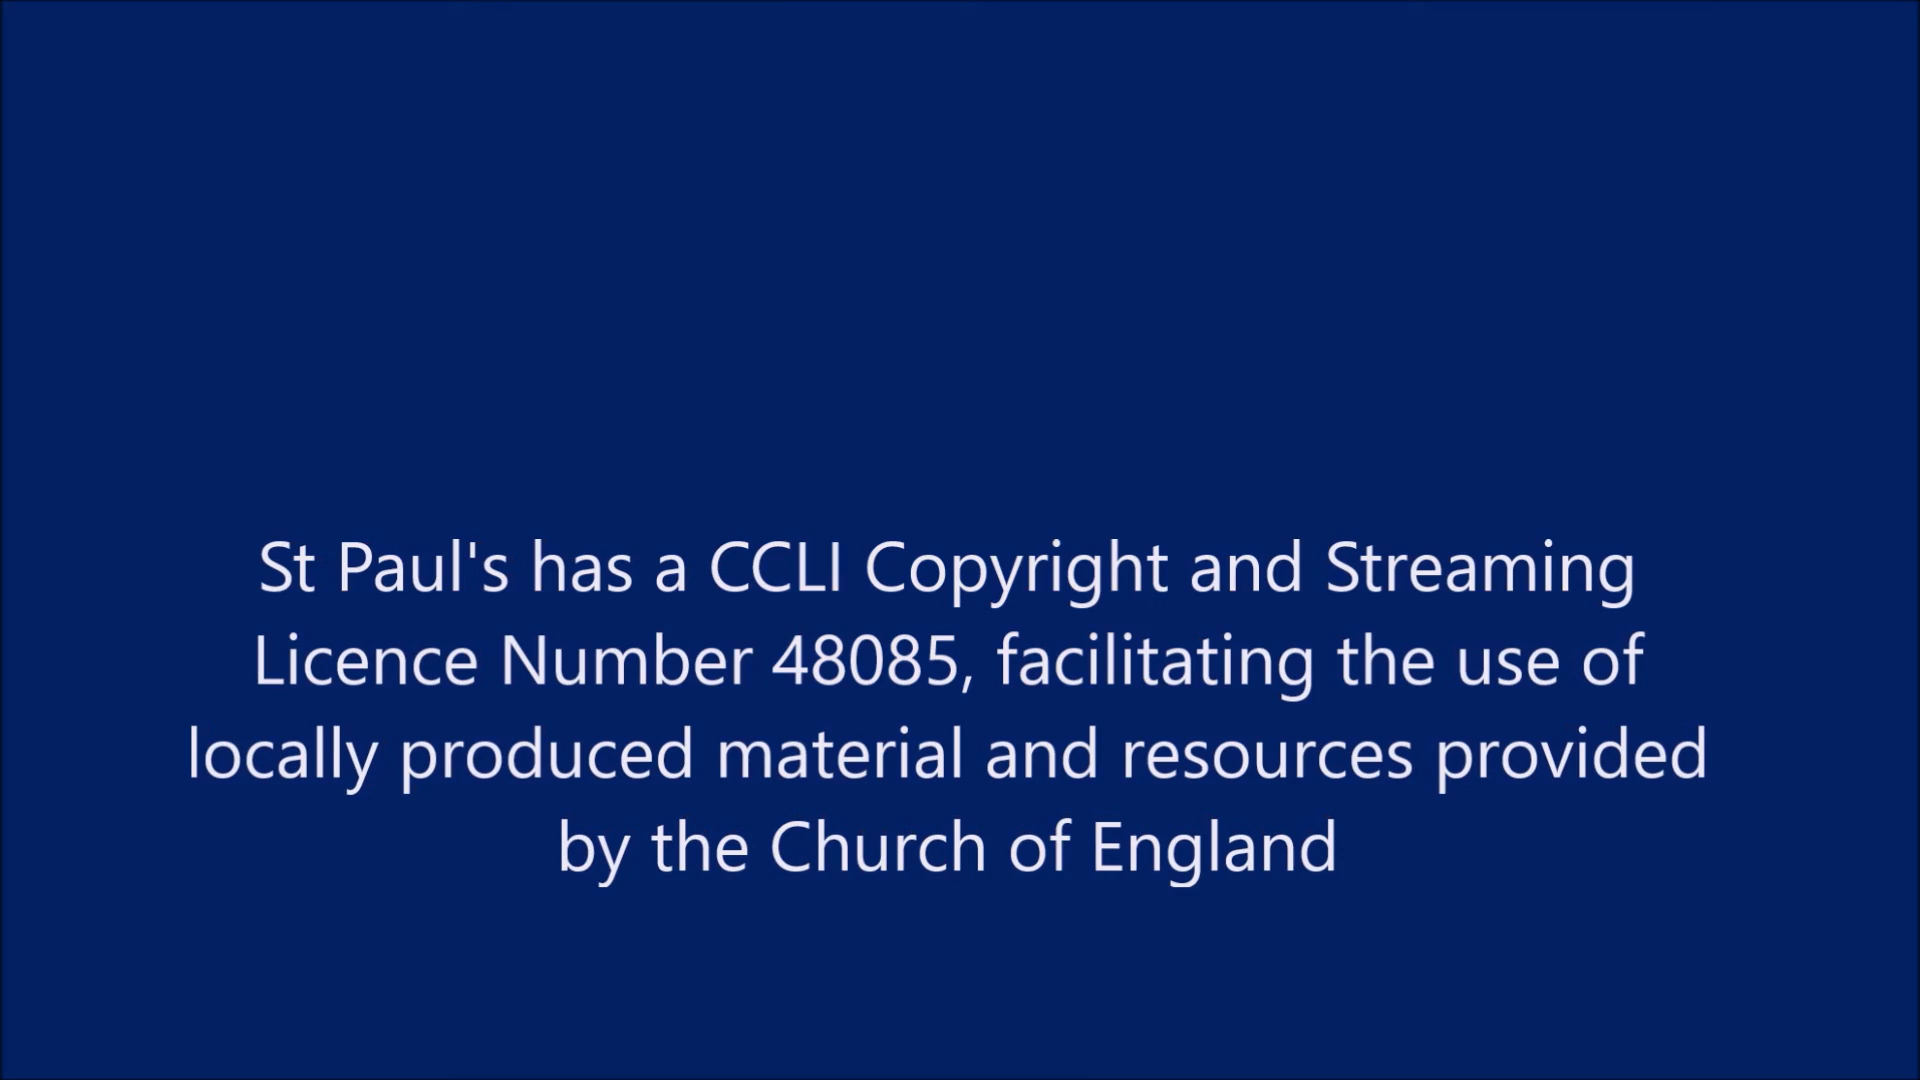 St Paul's has a CCLI Copyright and Streaming
Licence Number 48085, facilitating the use of
locally produced material and resources provided
by the Church of England